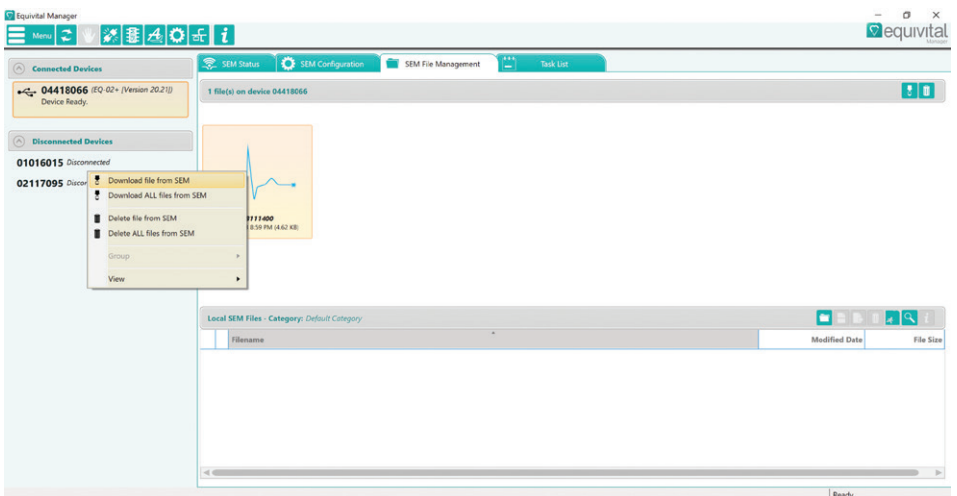 Equivital Manager
Menu
equivital
Manager
SEM Status
SEM Configuration
SEM File Management
Task List
Connected Devices
04418066 (EQ-02+ [Version 20.21])
Device Ready.
Disconnected Devices
01016015 Disconnected
02117095 Discor
1 file(s) on device 04418066
Download file from SEM
Download ALL files from SEM
Delete file from SEM
Delete ALL files from SEM
Group
View
1111400
8:59 PM (4.62 KB)
Local SEM Files - Category: Default Category
Filename
Modified Date
File Size
Ready